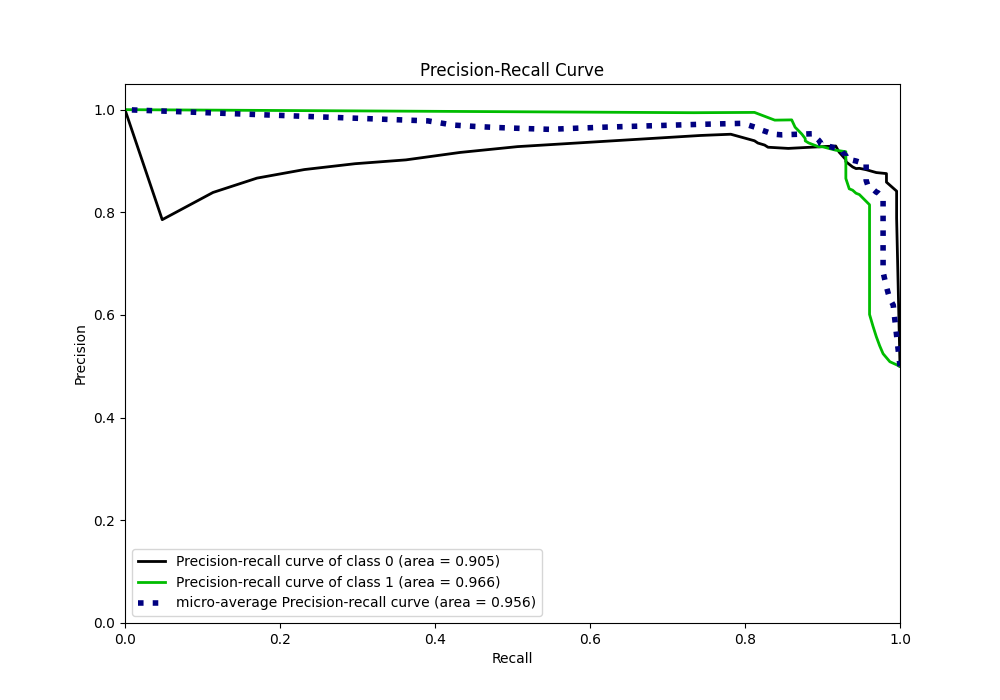 Precision-Recall Curve
1.0
0.8
0.6
0.4
0.2
0.0
Precision
Precision-recall curve of class 0 (area = 0.905)
Precision-recall curve of class 1 (area = 0.966)
micro-average Precision-recall curve (area = 0.956)
0.0 0.2 0.4 0.6 0.8 1.0
Recall